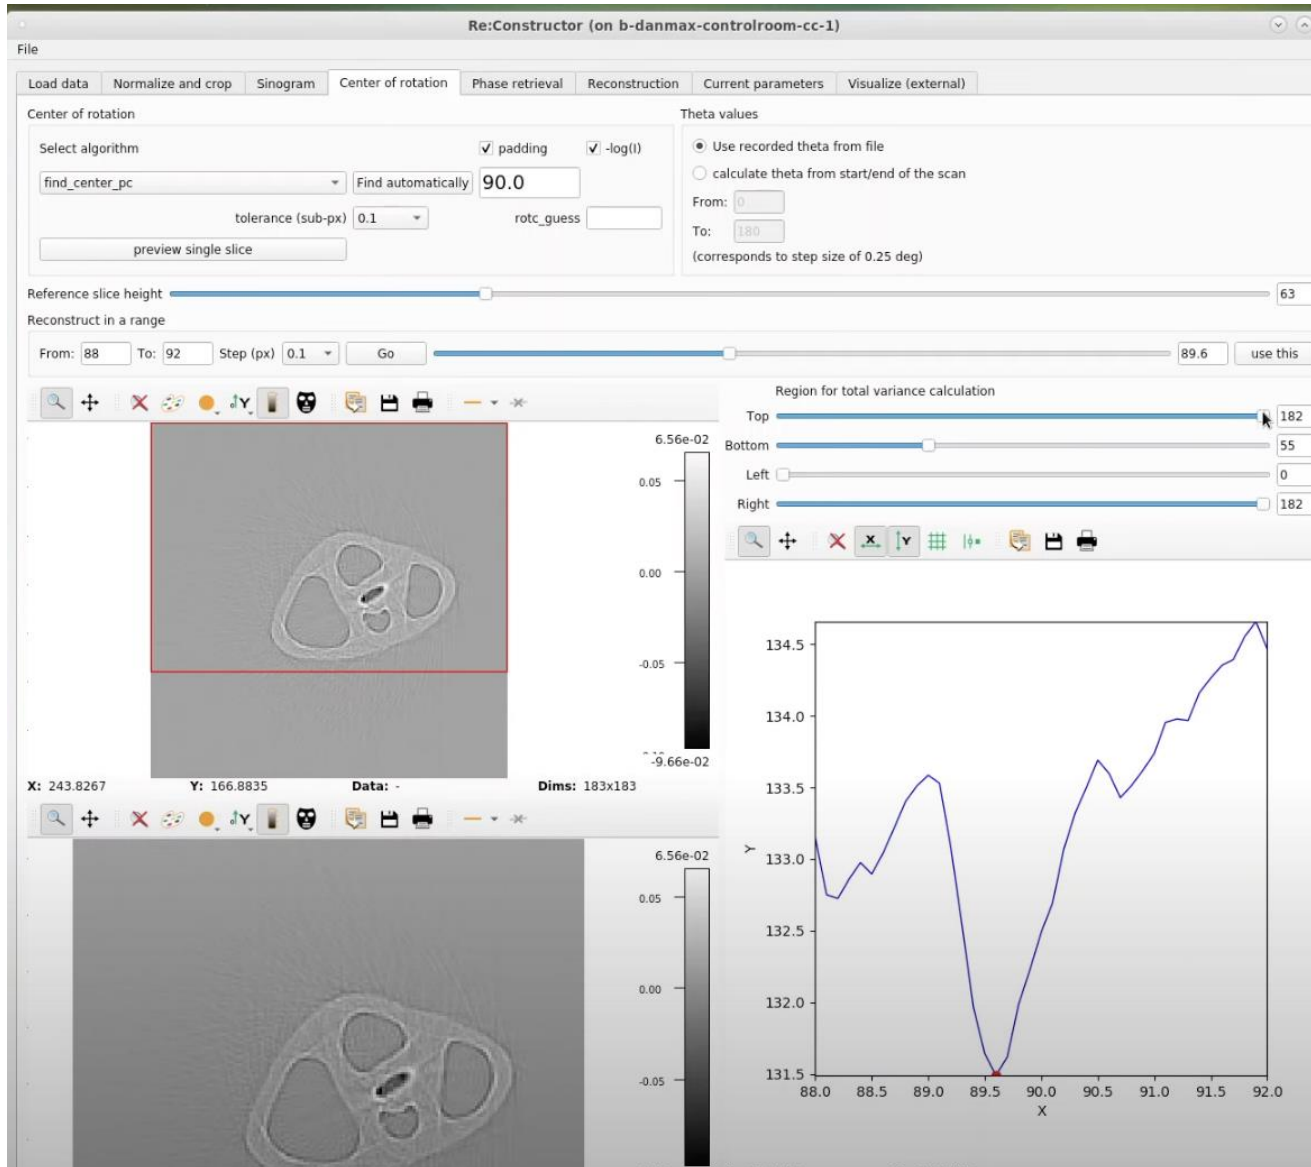 Re:Constructor (on b-danmax-controlroom-cc-1)
File
Load data Normalize and crop Sinogram Center of rotation Phase retrieval Reconstruction Current parameters Visualize (external)
Center of rotation
Select algorithm padding -log(I)
find_center_pc Find automatically 90.0
tolerance (sub-px) 0.1 rotc_guess
preview single slice
Theta values
Use recorded theta from file
calculate theta from start/end of the scan
From: 0
To: 180
(corresponds to step size of 0.25 deg)
Reference slice height 63
Reconstruct in a range
From: 88 To: 92 Step (px) 0.1 Go 89.6 use this
Y
6.56e-02
0.05
0.00
-0.05
-9.66e-02
X: 243.8267 Y: 166.8835 Data: - Dims: 183x183
Y
6.56e-02
0.05
0.00
-0.05
Region for total variance calculation
Top 182
Bottom 55
Left 0
Right 182
X Y
134.5
134.0
133.5
133.0
132.5
132.0
131.5
Y
88.0 88.5 89.0 89.5 90.0 90.5 91.0 91.5 92.0
X